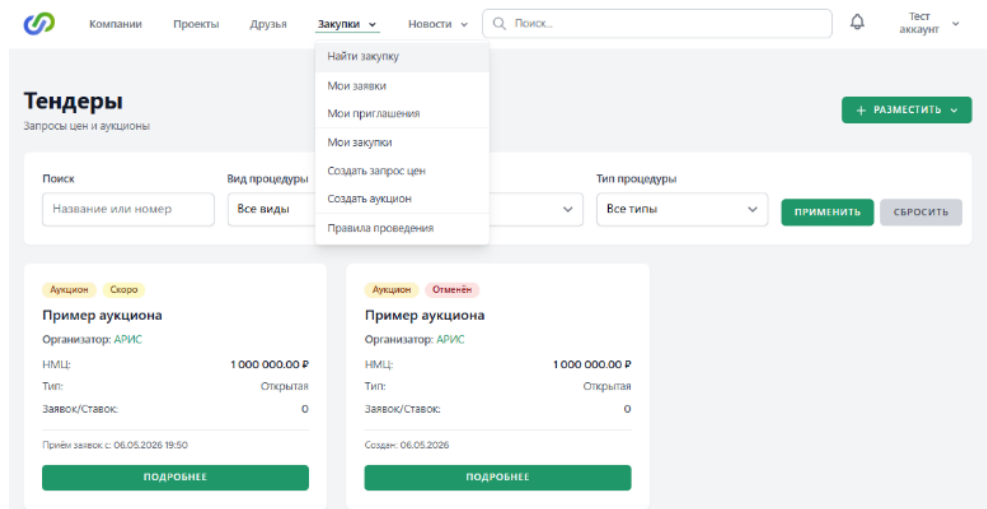 Компании Проекты Друзья Закупки Новости Поиск... Тест аккаунт
Найти закупку
Мои заявки
Мои приглашения
Мои закупки
Создать запрос цен
Создать аукцион
Правила проведения
Тендеры
Запросы цен и аукционы
+ РАЗМЕСТИТЬ
Поиск
Название или номер
Вид процедуры
Все виды
Тип процедуры
Все типы
ПРИМЕНИТЬ
СБРОСИТЬ
Аукцион Скоро
Пример аукциона
Организатор: АРИС
НМЦ: 1 000 000.00 ₽
Тип: Открытая
Заявок/Ставок: 0
Приём заявок с: 06.05.2026 19:50
ПОДРОБНЕЕ
Аукцион Отменён
Пример аукциона
Организатор: АРИС
НМЦ: 1 000 000.00 ₽
Тип: Открытая
Заявок/Ставок: 0
Создан: 06.05.2026
ПОДРОБНЕЕ